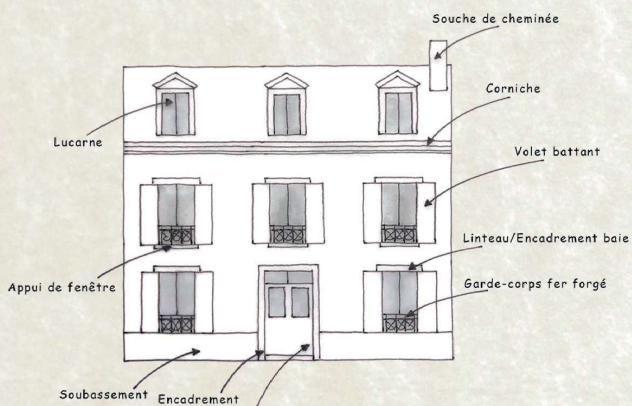 Souche de cheminée
Corniche
Lucarne
Volet battant
Linteau/Encadrement baie
Appui de fenêtre
Garde-corps fer forgé
Soubassement
Encadrement